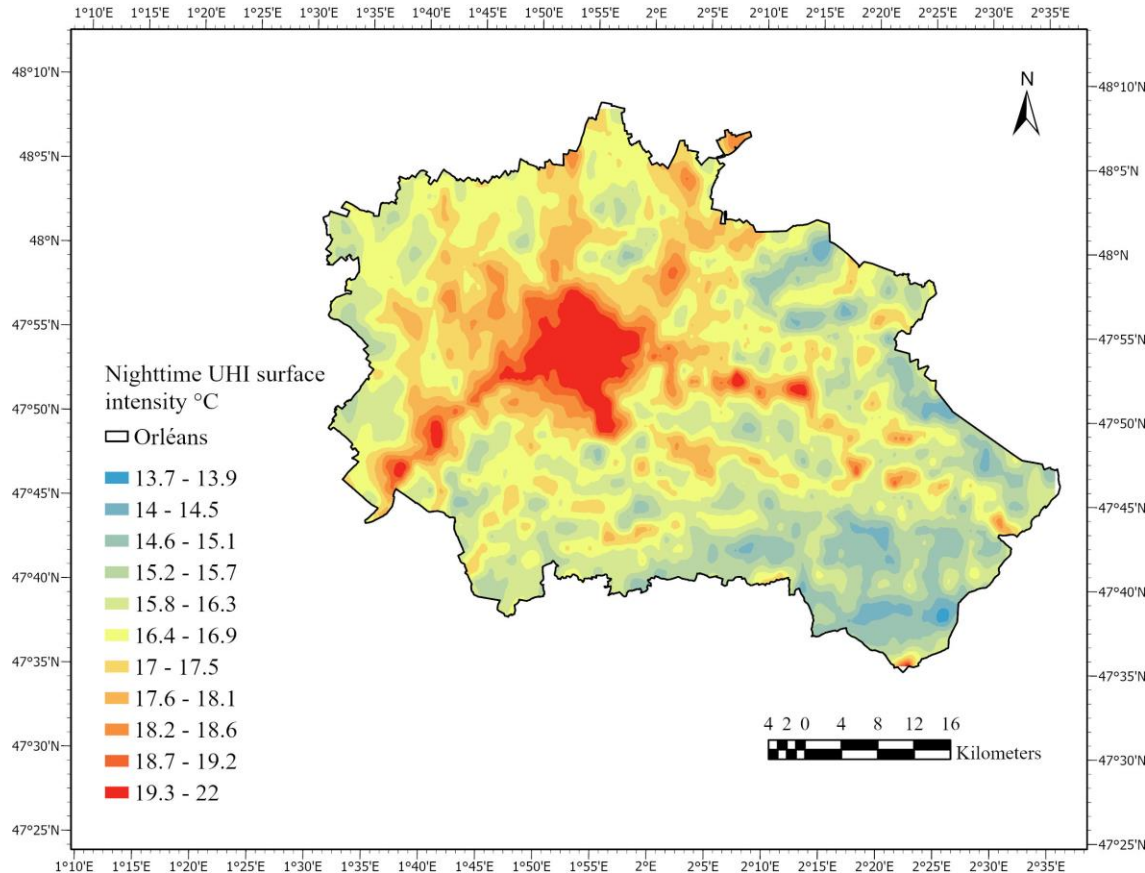 1°10'E 1°15'E 1°20'E 1°25'E 1°30'E 1°35'E 1°40'E 1°45'E 1°50'E 1°55'E 2°E 2°5'E 2°10'E 2°15'E 2°20'E 2°25'E 2°30'E 2°35'E
48°10'N
48°10'N
N
48°5'N
48°5'N
48°N
48°N
47°55'N
47°55'N
47°50'N
47°50'N
47°45'N
47°45'N
47°40'N
47°40'N
47°35'N
47°35'N
47°30'N
47°30'N
47°25'N
47°25'N
Nighttime UHI surface
intensity °C
Orléans
13.7 - 13.9
14 - 14.5
14.6 - 15.1
15.2 - 15.7
15.8 - 16.3
16.4 - 16.9
17 - 17.5
17.6 - 18.1
18.2 - 18.6
18.7 - 19.2
19.3 - 22
4 2 0 4 8 12 16
Kilometers
1°10'E 1°15'E 1°20'E 1°25'E 1°30'E 1°35'E 1°40'E 1°45'E 1°50'E 1°55'E 2°E 2°5'E 2°10'E 2°15'E 2°20'E 2°25'E 2°30'E 2°35'E